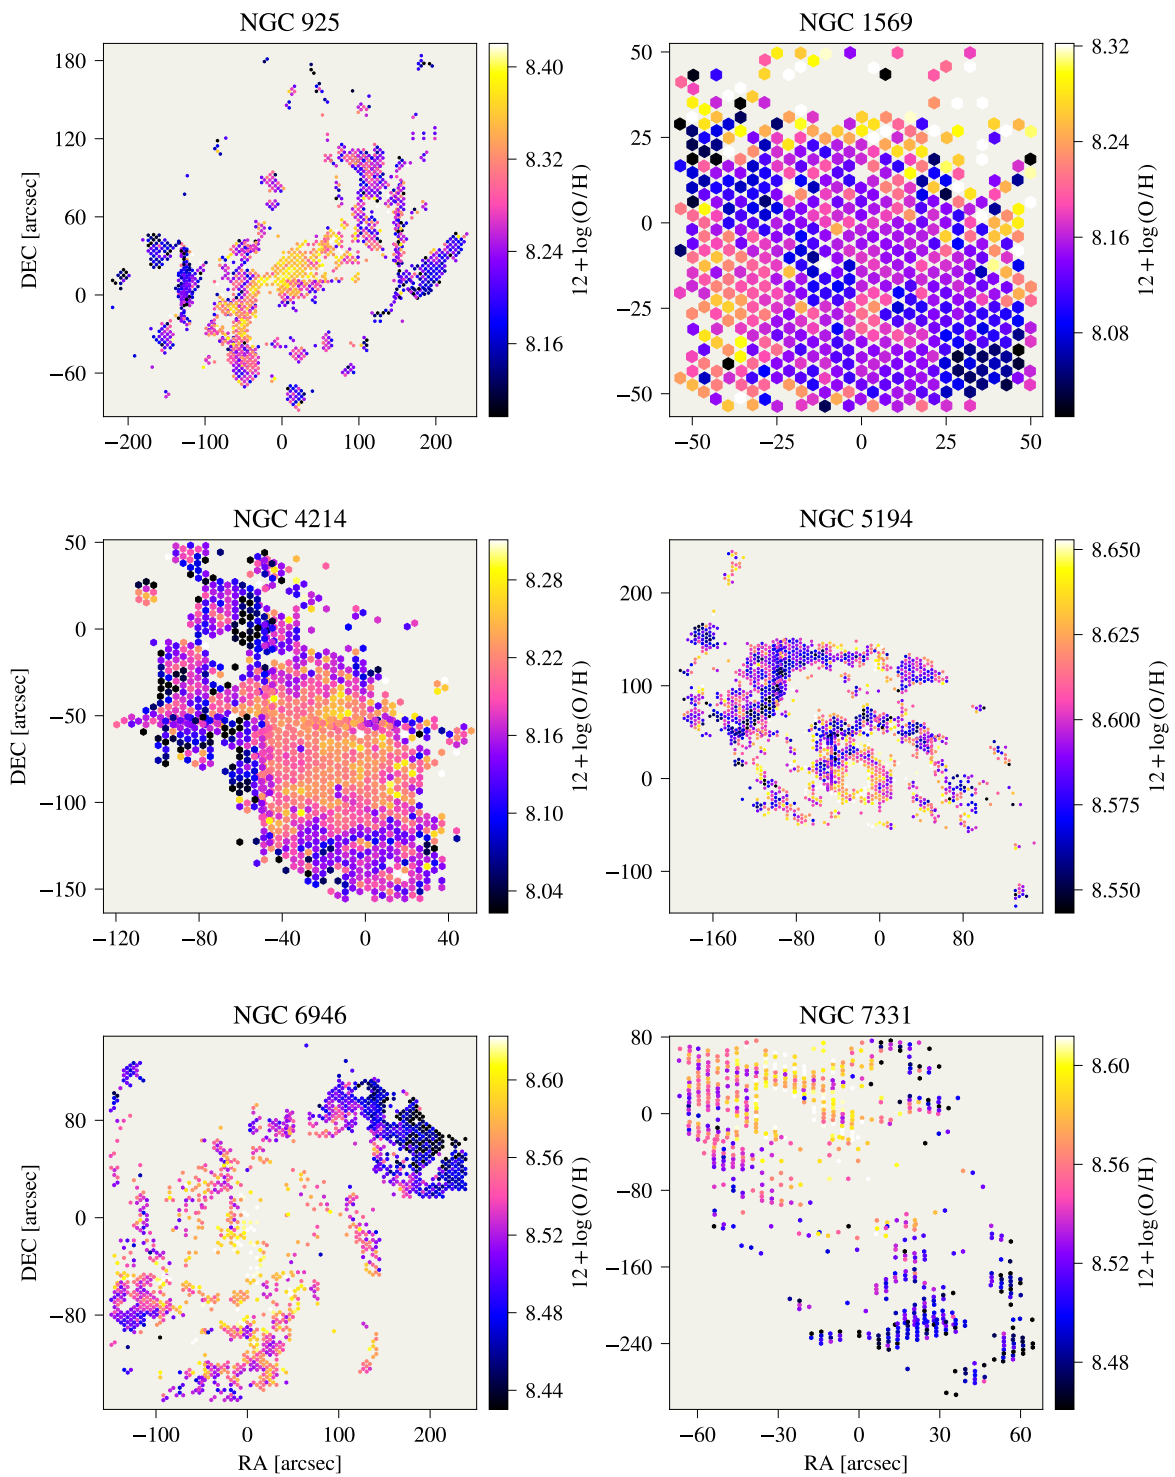 NGC 925
180
120
60
0
−60
DEC [arcsec]
−200 −100 0 100 200
8.40
8.32
8.24
8.16
12+log(O/H)
NGC 1569
50
25
0
−25
−50
−50 −25 0 25 50
8.32
8.24
8.16
8.08
12+log(O/H)
NGC 4214
50
0
−50
−100
−150
DEC [arcsec]
−120 −80 −40 0 40
8.28
8.22
8.16
8.10
8.04
12+log(O/H)
NGC 5194
200
100
0
−100
−160 −80 0 80
8.650
8.625
8.600
8.575
8.550
12+log(O/H)
NGC 6946
80
0
−80
DEC [arcsec]
−100 0 100 200
RA [arcsec]
8.60
8.56
8.52
8.48
8.44
12+log(O/H)
NGC 7331
80
0
−80
−160
−240
−60 −30 0 30 60
RA [arcsec]
8.60
8.56
8.52
8.48
12+log(O/H)